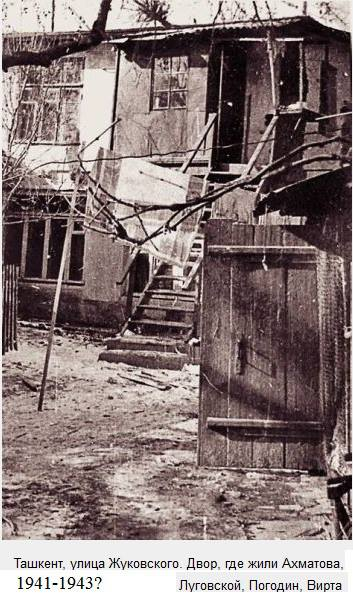 Ташкент, улица Жуковского. Двор, где жили Ахматова,
1941-1943? Луговской, Погодин, Вирта